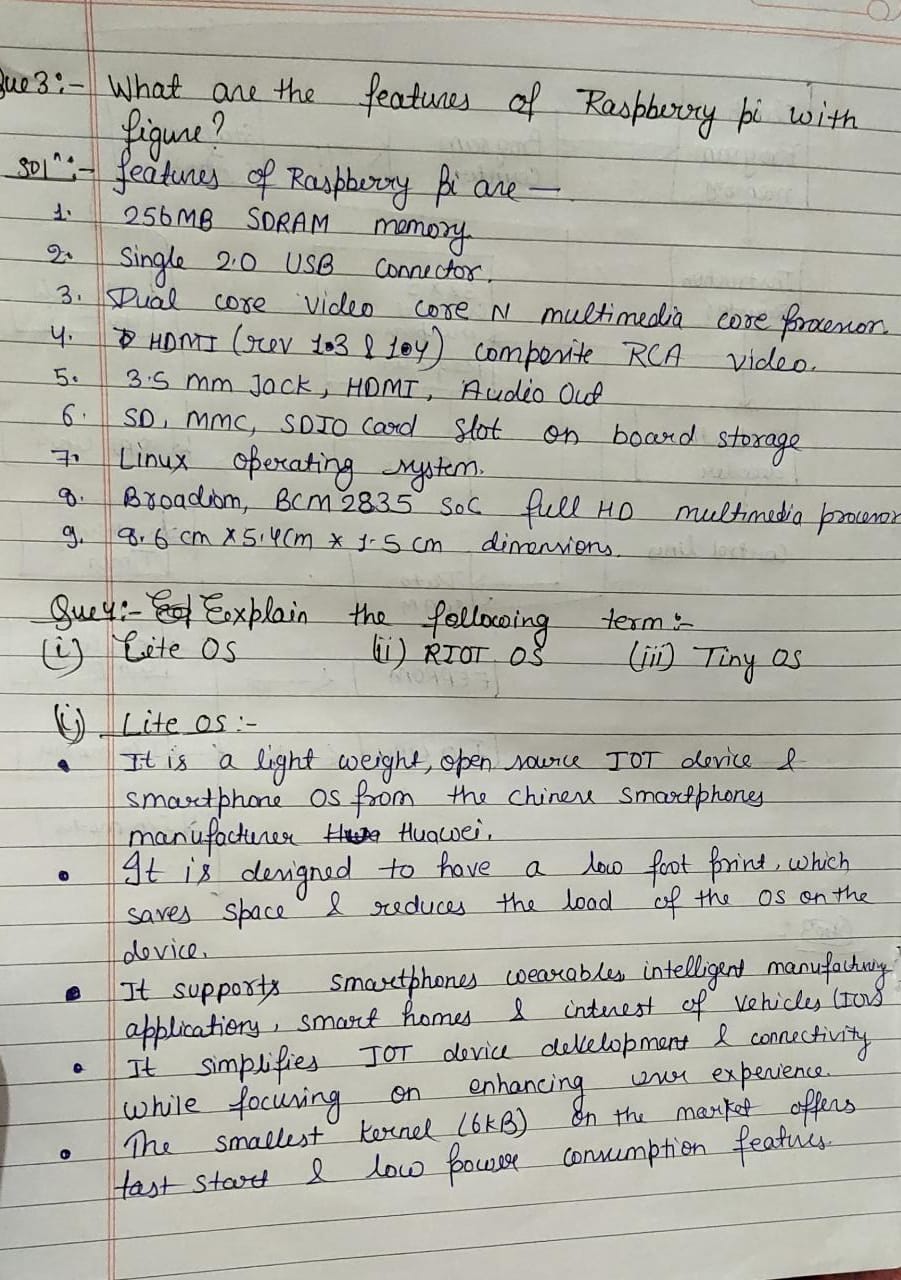 Que 3:- What are the features of Raspberry pi with
figure?
Solⁿ:- features of Raspberry Pi are —
1. 256MB SDRAM memory
2. Single 2.0 USB Connector.
3. Dual core video core N multimedia core processor
4. HDMI (rev 1.3 & 1.4) composite RCA video.
5. 3.5 mm Jack, HDMI, Audio Out
6. SD, MMC, SDIO Card Slot on board storage
7. Linux operating system.
8. Broadcom, BCM 2835 SOC full HD multimedia processor
9. 8.6 cm x 5.4cm x 1.5 cm dimensions.
Que 4:- Explain the following term:-
(i) Lite OS (ii) RIOT OS (iii) Tiny OS
(i) Lite OS :-
• It is a light weight, open source IOT device &
smartphone OS from the chinese smartphones
manufacturer Huawei.
• It is designed to have a low foot print, which
saves space & reduces the load of the OS on the
device.
• It supports smartphones wearables intelligent manufacturing
applications, smart homes & interest of vehicles (IOV)
• It simplifies IOT device development & connectivity
while focusing on enhancing user experience.
• The smallest kernel (6kB) on the market offers
fast start & low power consumption features.